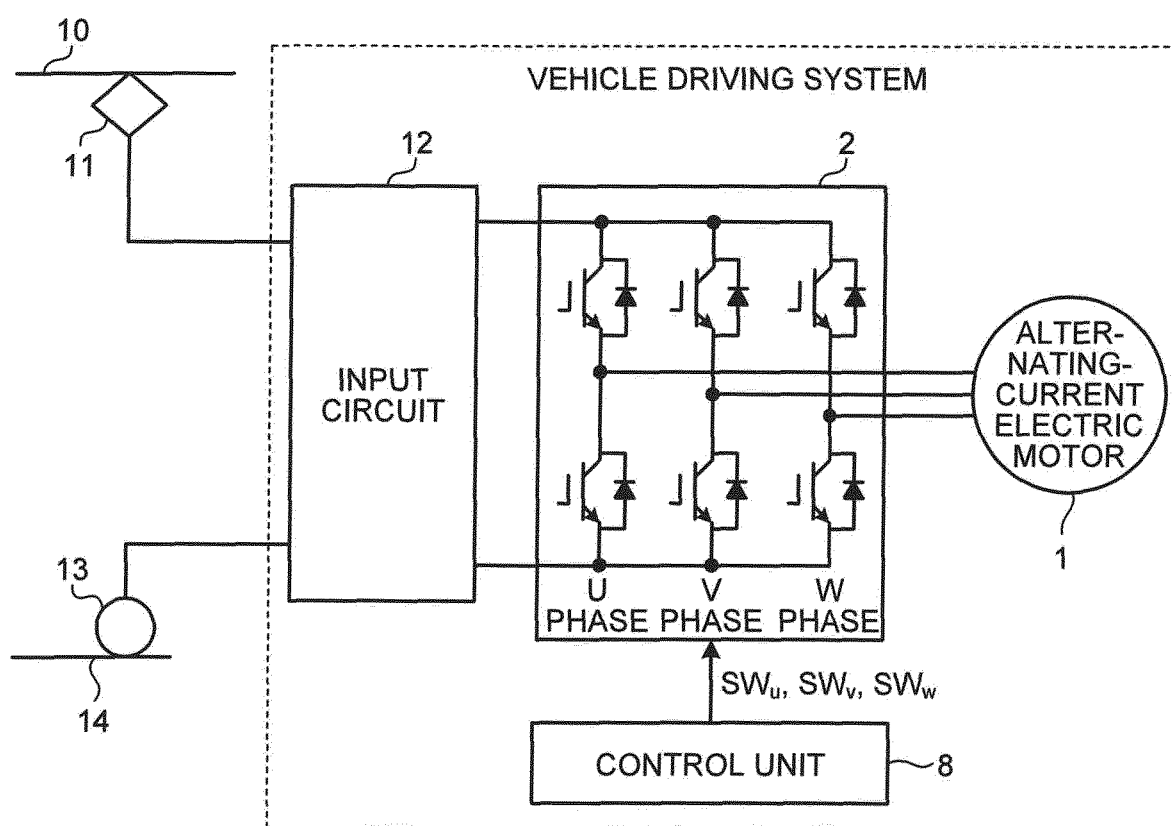 10
VEHICLE DRIVING SYSTEM
11
12
2
INPUT
CIRCUIT
ALTER-
NATING-
CURRENT
ELECTRIC
MOTOR
1
13
14
U
PHASE
V
PHASE
W
PHASE
SWu, SWv, SWw
CONTROL UNIT
8